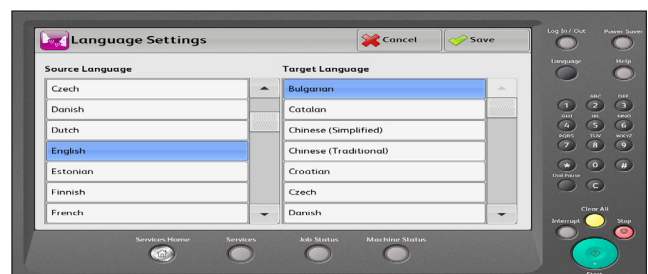 Language Settings
Cancel
Save
Source Language
Target Language
Czech
Danish
Dutch
English
Estonian
Finnish
French
Bulgarian
Catalan
Chinese (Simplified)
Chinese (Traditional)
Croatian
Czech
Danish
Services Home
Services
Job Status
Machine Status
Log In / Out
Power Saver
Language
Help
ABC
DEF
1
2
3
GHI
JKL
MNO
4
5
6
PQRS
TUV
WXYZ
7
8
9
*
0
#
Dial Pause
C
Clear All
Interrupt
Stop
Start